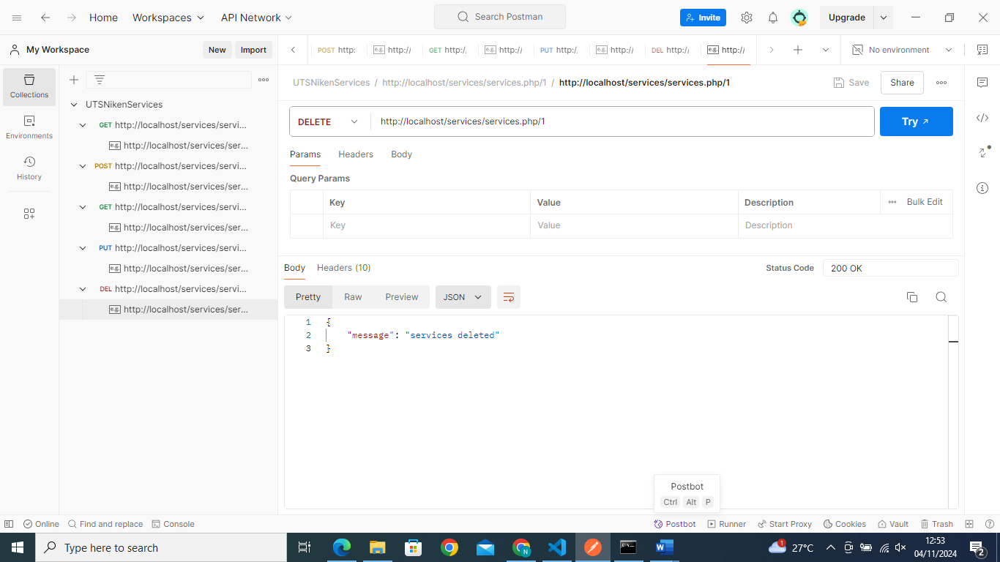 Home Workspaces API Network Search Postman Invite Upgrade
My Workspace New Import POST http: e.g. http:/ GET http:/ e.g. http:/ PUT http:/ e.g. http:/ DEL http:/ e.g. http:/ No environment
Collections
Environments
History
UTSNikenServices
GET http://localhost/services/servi...
e.g. http://localhost/services/ser...
POST http://localhost/services/servi...
e.g. http://localhost/services/ser...
GET http://localhost/services/servi...
e.g. http://localhost/services/ser...
PUT http://localhost/services/servi...
e.g. http://localhost/services/ser...
DEL http://localhost/services/servi...
e.g. http://localhost/services/ser...
UTSNikenServices / http://localhost/services/services.php/1 / http://localhost/services/services.php/1 Save Share
DELETE http://localhost/services/services.php/1 Try
Params Headers Body
Query Params
Key Value Description Bulk Edit
Key Value Description
Body Headers (10) Status Code 200 OK
Pretty Raw Preview JSON
1 {
2 "message": "services deleted"
3 }
Postbot
Ctrl Alt P
Online Find and replace Console Postbot Runner Start Proxy Cookies Vault Trash
Type here to search N 1 27°C 12:53
04/11/2024 2